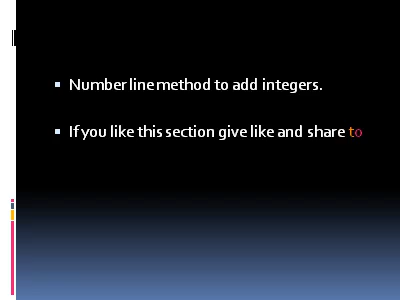 Number line method to add integers.
If you like this section give like and share to